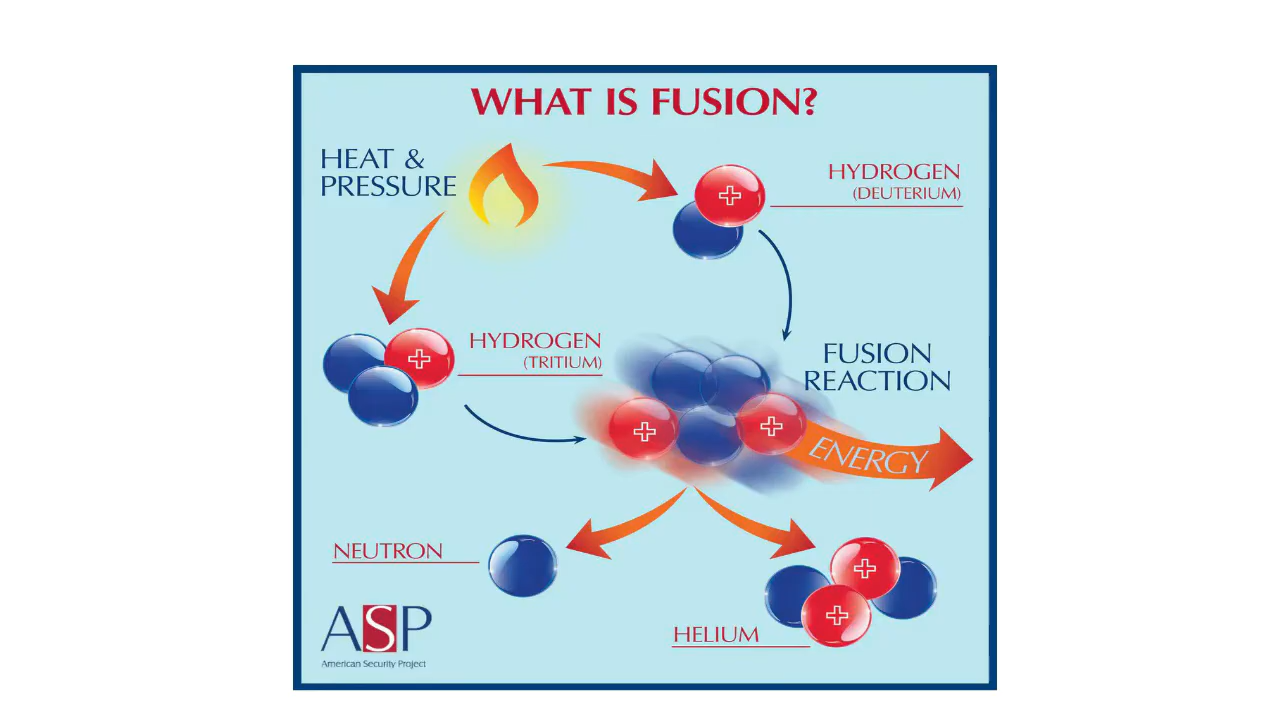 WHAT IS FUSION?
HEAT &
PRESSURE
HYDROGEN
(DEUTERIUM)
HYDROGEN
(TRITIUM)
FUSION
REACTION
ENERGY
NEUTRON
HELIUM
ASP
American Security Project